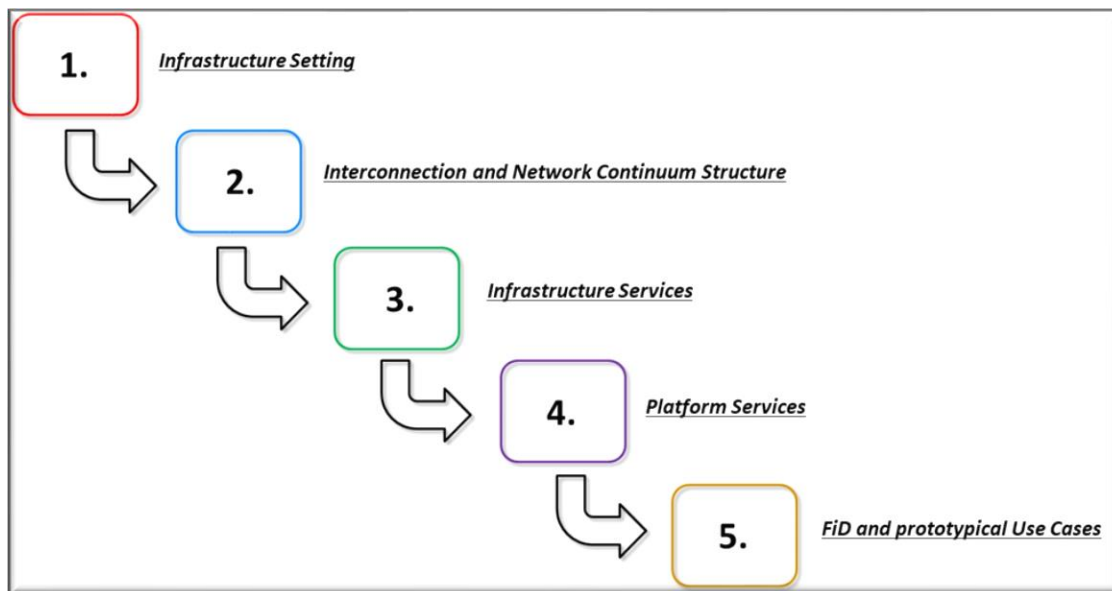 1.
Infrastructure Setting
2.
Interconnection and Network Continuum Structure
3.
Infrastructure Services
4.
Platform Services
5.
FiD and prototypical Use Cases